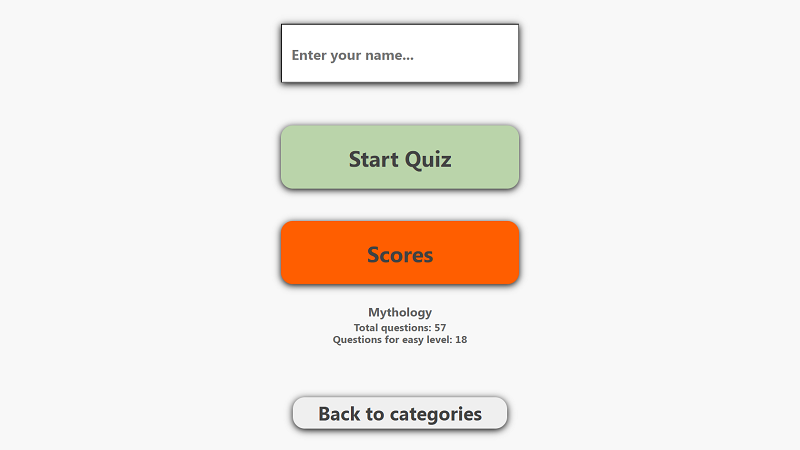 Enter your name...
Start Quiz
Scores
Mythology
Total questions: 57
Questions for easy level: 18
Back to categories